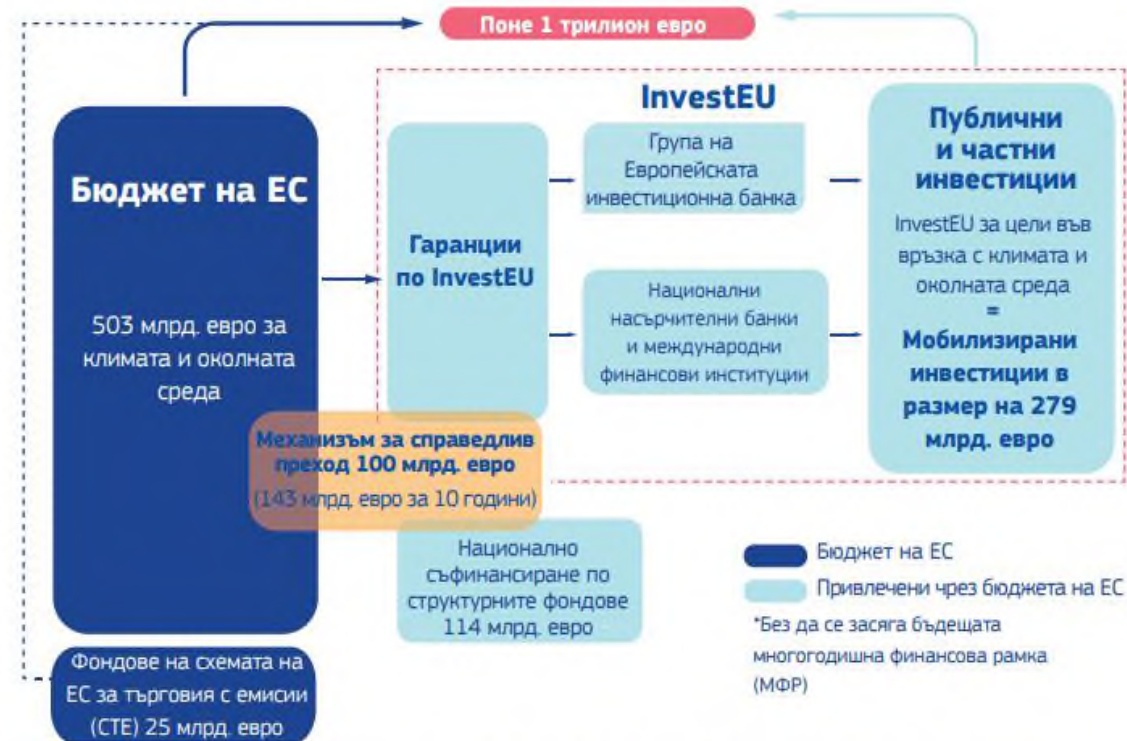 Поне 1 трилион евро
InvestEU
Бюджет на ЕС
503 млрд. евро за
климата и околната
среда
Гаранции
по InvestEU
Група на
Европейската
инвестиционна банка
Национални
насърчителни банки
и международни
финансови институции
Публични
и частни
инвестиции
InvestEU за цели във
връзка с климата и
околната среда
=
Мобилизирани
инвестиции в
размер на 279
млрд. евро
Механизъм за справедлив
преход 100 млрд. евро
(143 млрд. евро за 10 години)
Национално
съфинансиране по
структурните фондове
114 млрд. евро
Фондове на схемата на
ЕС за търговия с емисии
(СТЕ) 25 млрд. евро
Бюджет на ЕС
Привлечени чрез бюджета на ЕС
*Без да се засяга бъдещата
многогодишна финансова рамка
(МФР)